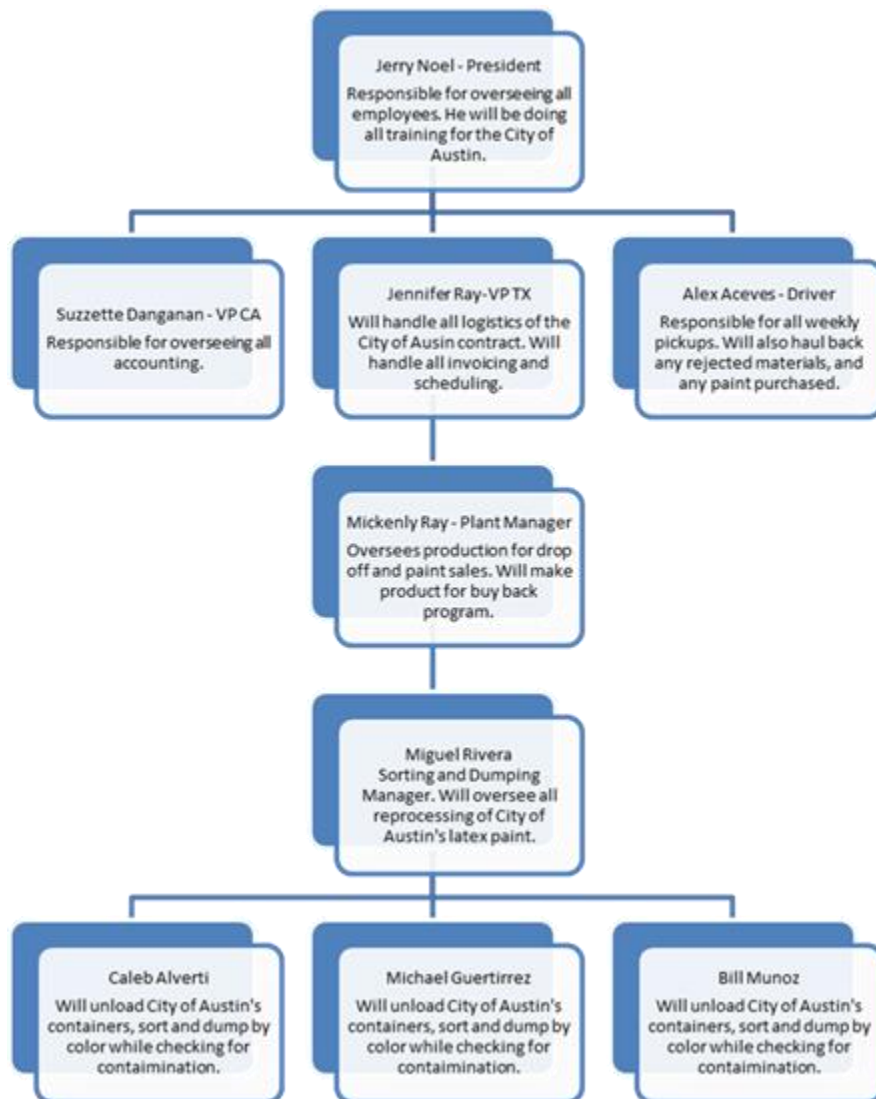 Jerry Noel - President
Responsible for overseeing all
employees. He will be doing
all training for the City of
Austin.
Suzzette Danganan - VP CA
Responsible for overseeing all
accounting.
Jennifer Ray-VP TX
Will handle all logistics of the
City of Ausin contract. Will
handle all invoicing and
scheduling.
Alex Aceves - Driver
Responsible for all weekly
pickups. Will also haul back
any rejected materials, and
any paint purchased.
Mickenly Ray - Plant Manager
Oversees production for drop
off and paint sales. Will make
product for buy back
program.
Miguel Rivera
Sorting and Dumping
Manager. Will oversee all
reprocessing of City of
Austin's latex paint.
Caleb Alverti
Will unload City of Austin's
containers, sort and dump by
color while checking for
contaimination.
Michael Guertirrez
Will unload City of Austin's
containers, sort and dump by
color while checking for
contaimination.
Bill Munoz
Will unload City of Austin's
containers, sort and dump by
color while checking for
contaimination.